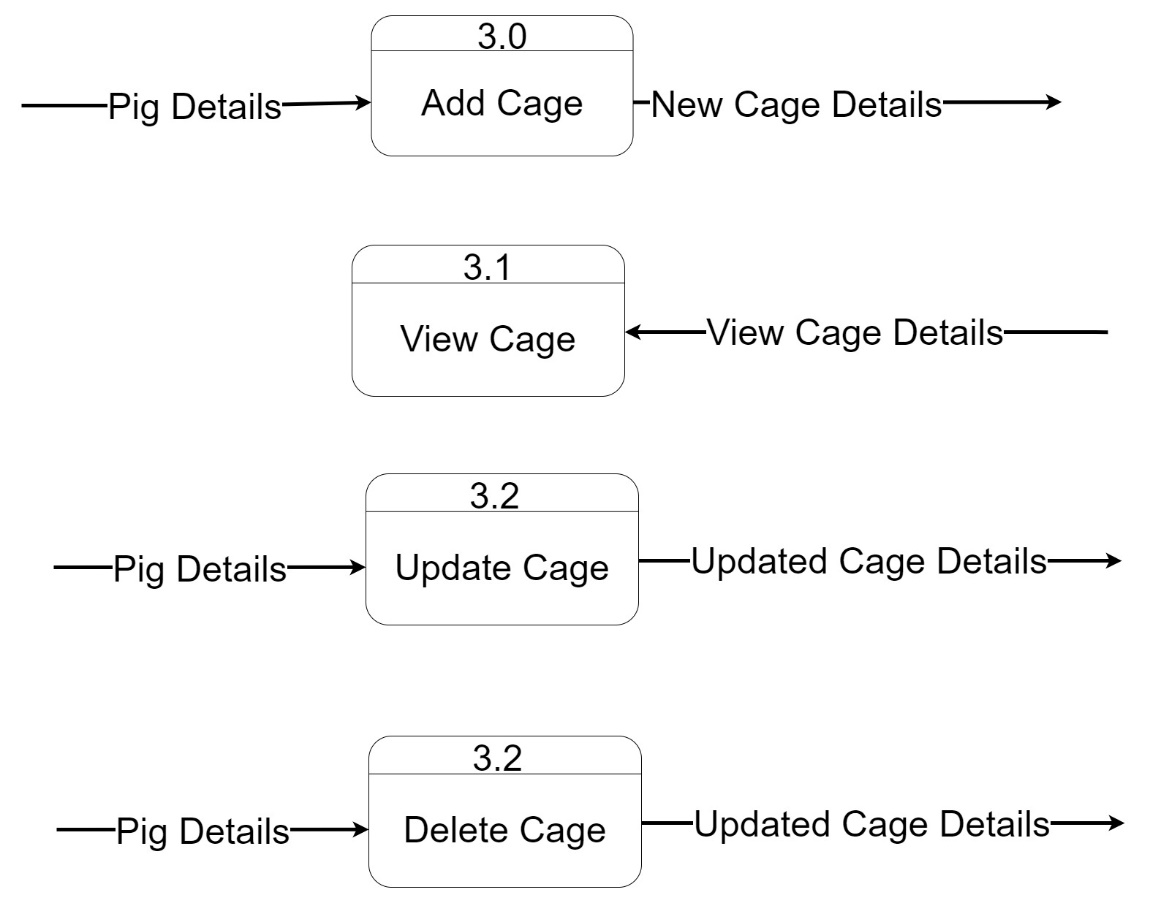 3.0
Pig Details
Add Cage
New Cage Details
3.1
View Cage
View Cage Details
3.2
Pig Details
Update Cage
Updated Cage Details
3.2
Pig Details
Delete Cage
Updated Cage Details